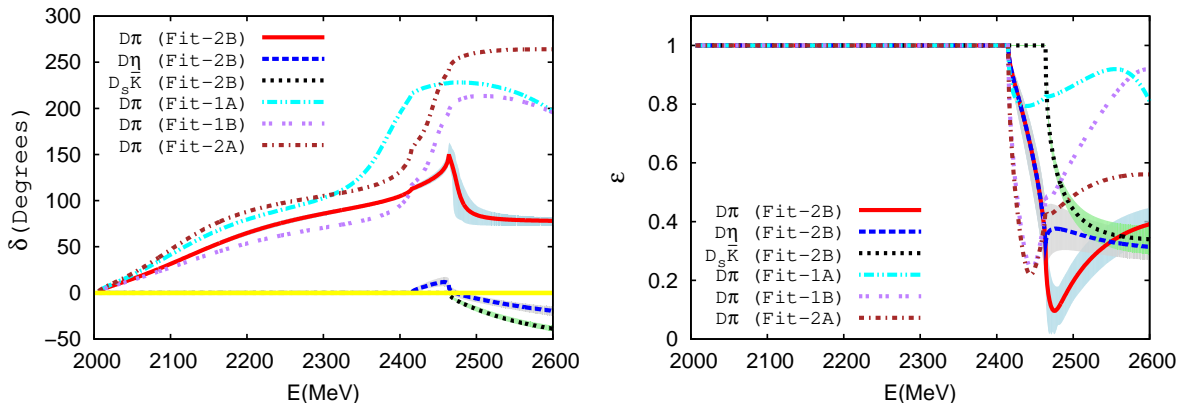 δ(Degrees)
300
250
200
150
100
50
0
−50
Dπ (Fit-2B)
Dη (Fit-2B)
DsK̄ (Fit-2B)
Dπ (Fit-1A)
Dπ (Fit-1B)
Dπ (Fit-2A)
2000 2100 2200 2300 2400 2500 2600
E(MeV)
ε
1
0.8
0.6
0.4
0.2
0
Dπ (Fit-2B)
Dη (Fit-2B)
DsK̄ (Fit-2B)
Dπ (Fit-1A)
Dπ (Fit-1B)
Dπ (Fit-2A)
2000 2100 2200 2300 2400 2500 2600
E(MeV)